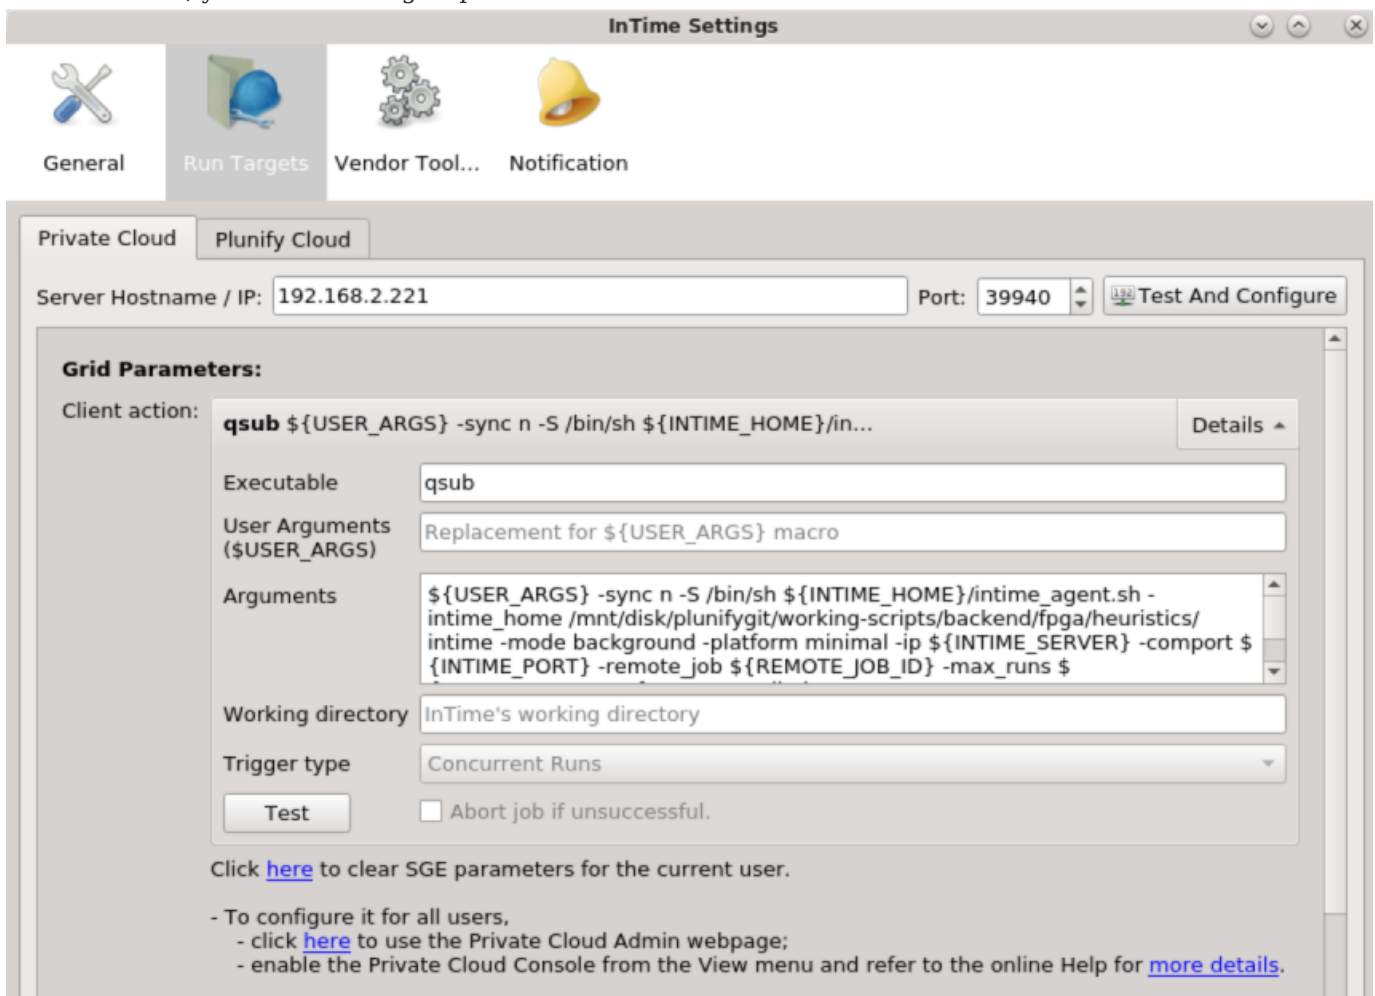 InTime Settings
General
Run Targets
Vendor Tool...
Notification
Private Cloud
Plunify Cloud
Server Hostname / IP: 192.168.2.221 Port: 39940 Test And Configure
Grid Parameters:
Client action:
qsub ${USER_ARGS} -sync n -S /bin/sh ${INTIME_HOME}/in...
Details
Executable
qsub
User Arguments
($USER_ARGS)
Replacement for ${USER_ARGS} macro
Arguments
${USER_ARGS} -sync n -S /bin/sh ${INTIME_HOME}/intime_agent.sh -
intime_home /mnt/disk/plunifygit/working-scripts/backend/fpga/heuristics/
intime -mode background -platform minimal -ip ${INTIME_SERVER} -comport $
{INTIME_PORT} -remote_job ${REMOTE_JOB_ID} -max_runs $
Working directory
InTime's working directory
Trigger type
Concurrent Runs
Test
Abort job if unsuccessful.
Click here to clear SGE parameters for the current user.
- To configure it for all users,
- click here to use the Private Cloud Admin webpage;
- enable the Private Cloud Console from the View menu and refer to the online Help for more details.